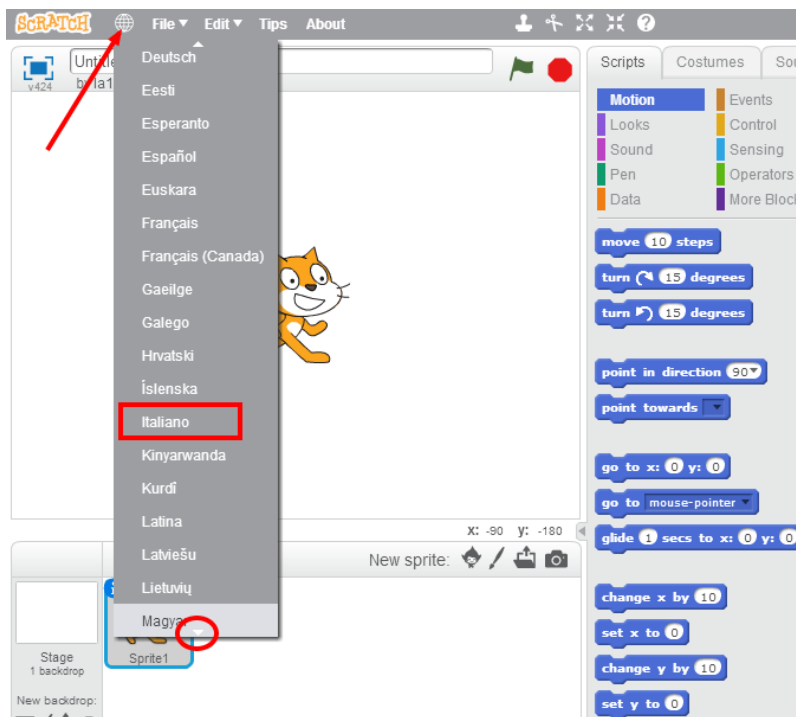 SCRATCH File Edit Tips About
Scripts Costumes
v424
Deutsch
Eesti
Esperanto
Español
Euskara
Français
Français (Canada)
Gaeilge
Galego
Hrvatski
Íslenska
Italiano
Kinyarwanda
Kurdî
Latina
Latviešu
Lietuvių
Magyar
X: -90 Y: -180
New sprite:
Stage
1 backdrop
New backdrop:
Sprite1
Motion Events
Looks Control
Sound Sensing
Pen Operators
Data More Bloc
move 10 steps
turn 15 degrees
turn 15 degrees
point in direction 90
point towards
go to x: 0 y: 0
go to mouse-pointer
glide 1 secs to x: 0 y: 0
change x by 10
set x to 0
change y by 10
set y to 0